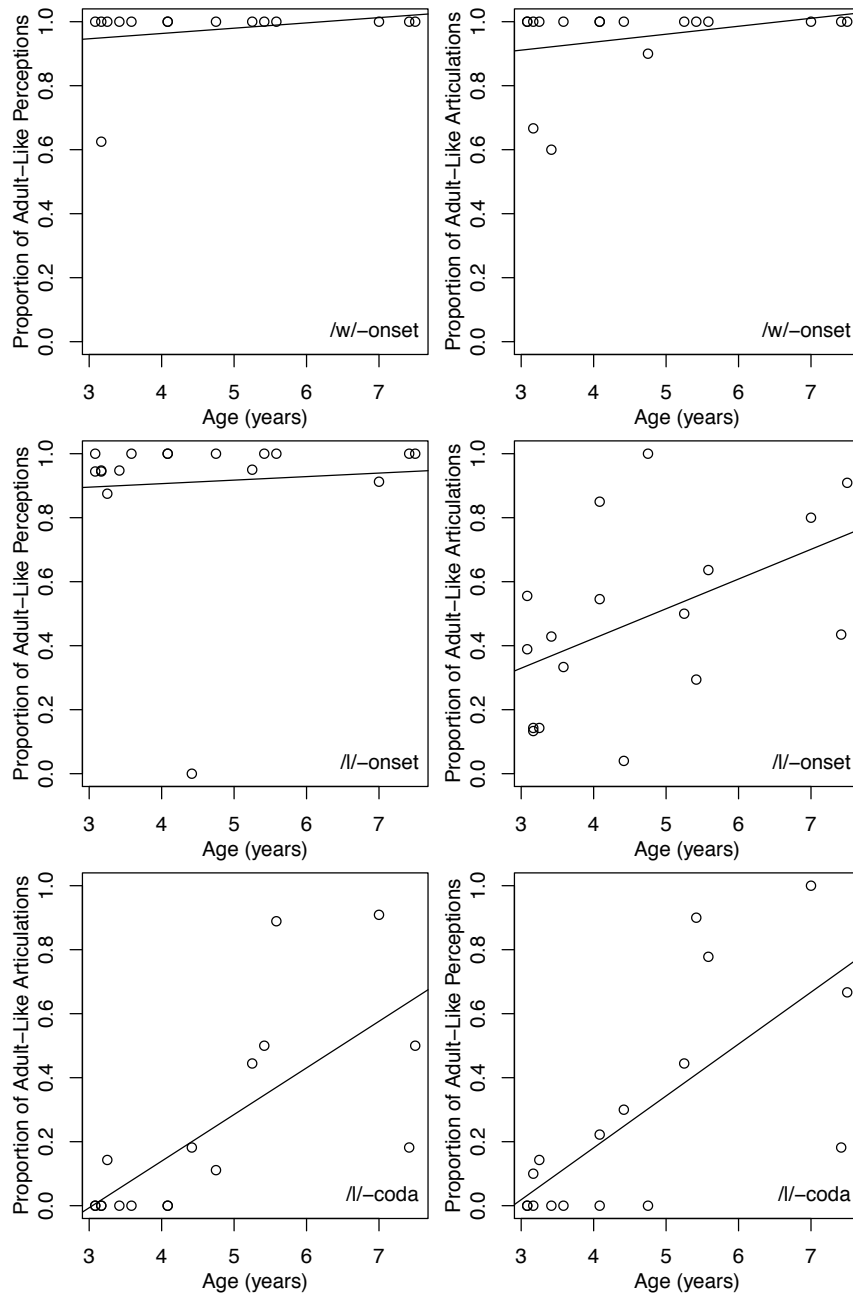 Proportion of Adult−Like Perceptions
1.0
0.8
0.6
0.4
0.2
0.0
/w/−onset
3 4 5 6 7
Age (years)
Proportion of Adult−Like Articulations
1.0
0.8
0.6
0.4
0.2
0.0
/w/−onset
3 4 5 6 7
Age (years)
Proportion of Adult−Like Perceptions
1.0
0.8
0.6
0.4
0.2
0.0
/l/−onset
3 4 5 6 7
Age (years)
Proportion of Adult−Like Articulations
1.0
0.8
0.6
0.4
0.2
0.0
/l/−onset
3 4 5 6 7
Age (years)
Proportion of Adult−Like Articulations
1.0
0.8
0.6
0.4
0.2
0.0
/l/−coda
3 4 5 6 7
Age (years)
Proportion of Adult−Like Perceptions
1.0
0.8
0.6
0.4
0.2
0.0
/l/−coda
3 4 5 6 7
Age (years)